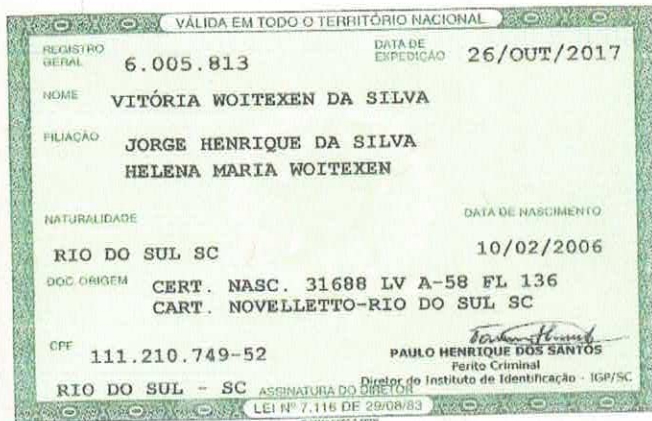 VÁLIDA EM TODO O TERRITÓRIO NACIONAL
REGISTRO GERAL 6.005.813 DATA DE EXPEDIÇÃO 26/OUT/2017
NOME VITÓRIA WOITEXEN DA SILVA
FILIAÇÃO JORGE HENRIQUE DA SILVA
HELENA MARIA WOITEXEN
NATURALIDADE DATA DE NASCIMENTO
RIO DO SUL SC 10/02/2006
DOC ORIGEM CERT. NASC. 31688 LV A-58 FL 136
CART. NOVELLETTO-RIO DO SUL SC
CPF 111.210.749-52
PAULO HENRIQUE DOS SANTOS
Perito Criminal
Diretor do Instituto de Identificação - IGP/SC
RIO DO SUL - SC ASSINATURA DO DIRETOR
LEI Nº 7.116 DE 29/08/83